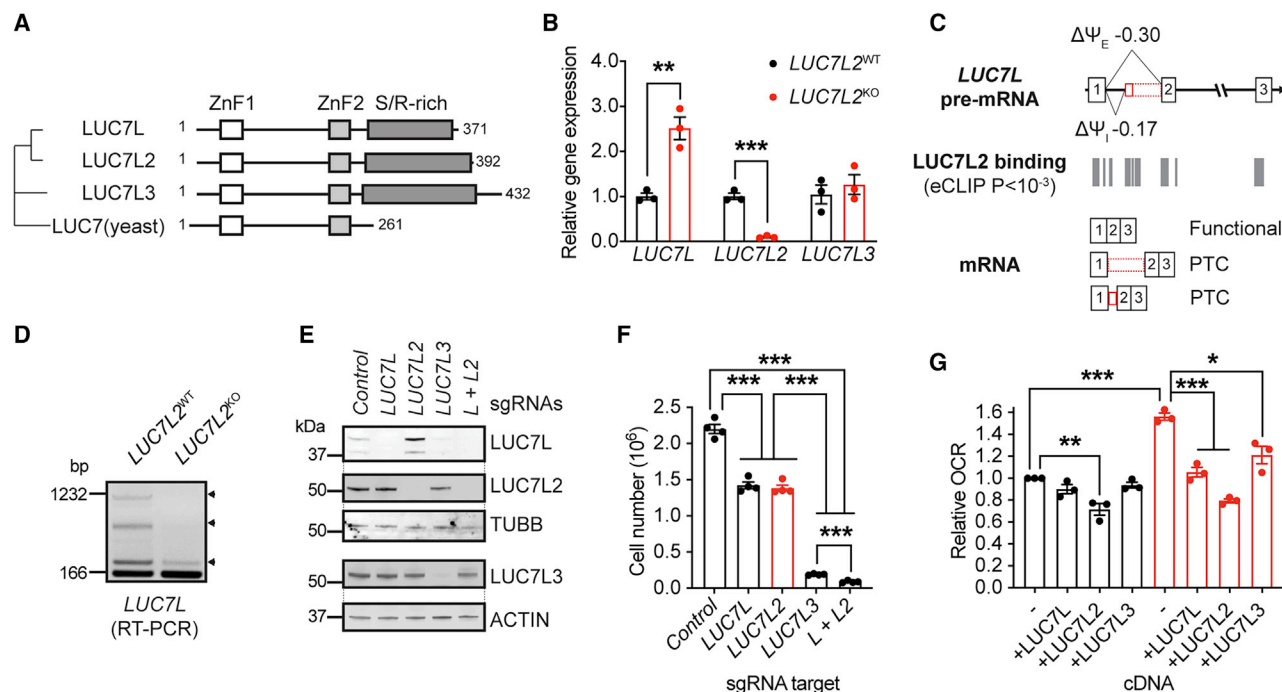 A
ZnF1 ZnF2 S/R-rich
LUC7L 1 371
LUC7L2 1 392
LUC7L3 1 432
LUC7(yeast) 1 261
B
Relative gene expression
4.0
3.0
2.0
1.0
0.0
**
***
LUC7L2WT
LUC7L2KO
LUC7L LUC7L2 LUC7L3
C
ΔΨE -0.30
LUC7L
pre-mRNA
1 2 3
ΔΨI -0.17
LUC7L2 binding
(eCLIP P<10-3)
mRNA
1 2 3 Functional
1 2 3 PTC
1 2 3 PTC
D
LUC7L2WT
LUC7L2KO
bp
1232
166
LUC7L
(RT-PCR)
E
Control LUC7L LUC7L2 LUC7L3 L + L2
sgRNAs
kDa
37 LUC7L
50 LUC7L2
50 TUBB
50 LUC7L3
37 ACTIN
F
Cell number (10⁶)
2.5
2.0
1.5
1.0
0.5
0.0
***
*** ***
***
Control LUC7L LUC7L2 LUC7L3 L + L2
sgRNA target
G
Relative OCR
1.6
1.4
1.2
1.0
0.8
0.6
0.4
0.2
0.0
*
*** ***
**
- +LUC7L +LUC7L2 +LUC7L3 - +LUC7L +LUC7L2 +LUC7L3
cDNA